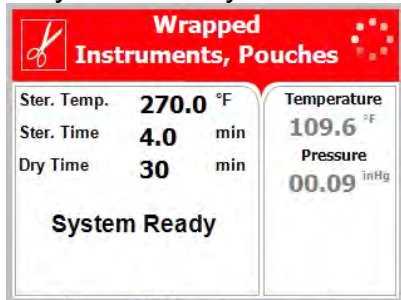 Wrapped
Instruments, Pouches
Ster. Temp. 270.0 °F
Ster. Time 4.0 min
Dry Time 30 min
System Ready
Temperature
109.6 °F
Pressure
00.09 inHg